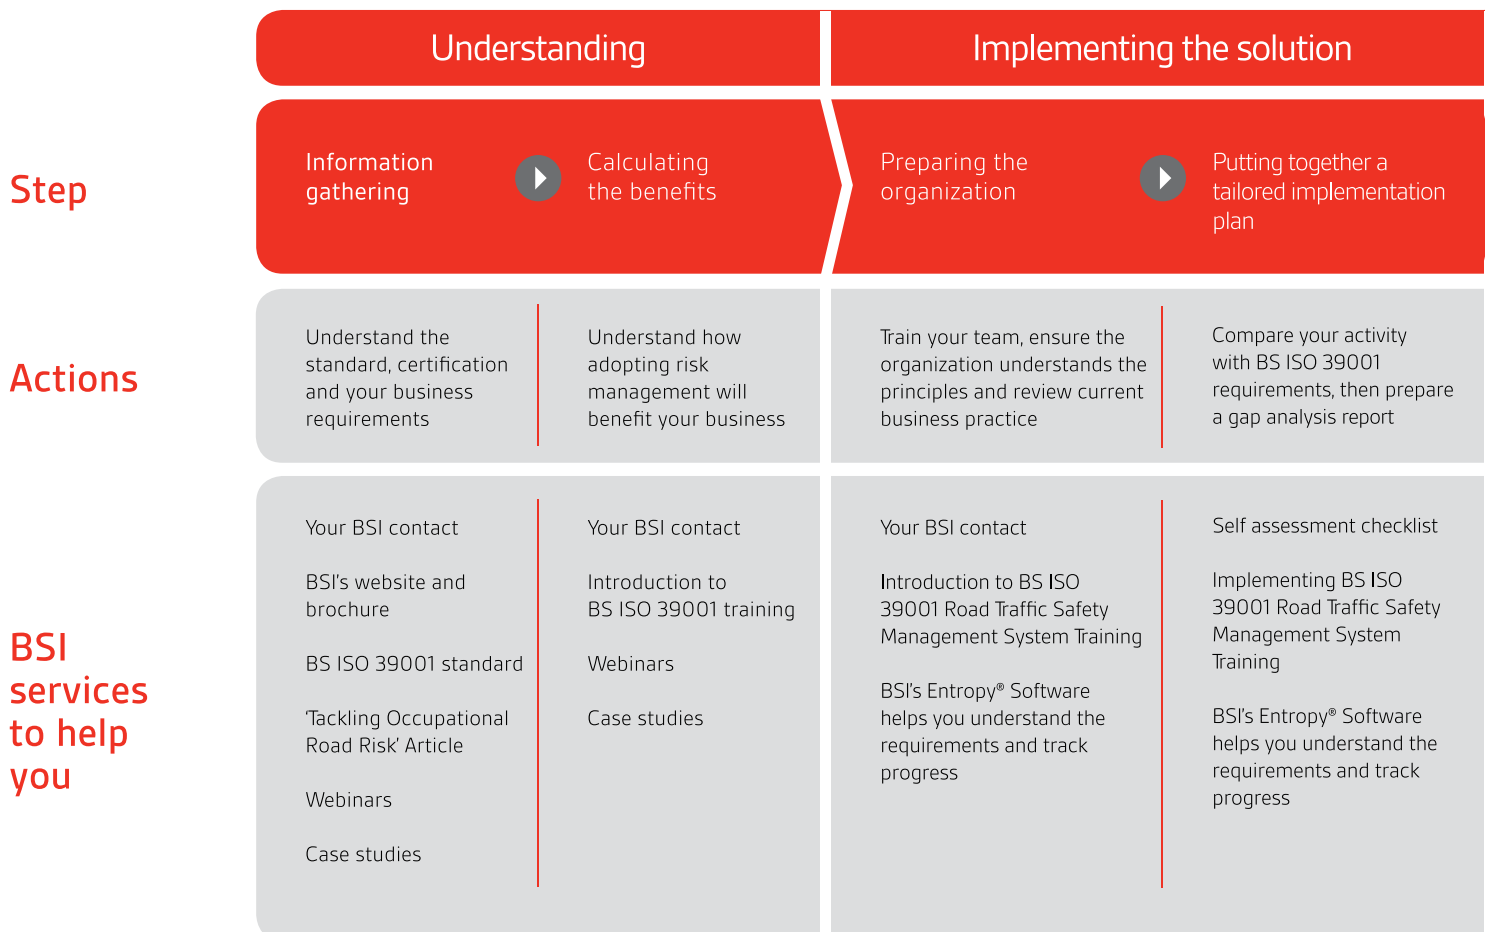 Understanding
Implementing the solution
Step
Information
gathering
Calculating
the benefits
Preparing the
organization
Putting together a
tailored implementation
plan
Actions
Understand the
standard, certification
and your business
requirements
Understand how
adopting risk
management will
benefit your business
Train your team, ensure the
organization understands the
principles and review current
business practice
Compare your activity
with BS ISO 39001
requirements, then prepare
a gap analysis report
BSI
services
to help
you
Your BSI contact
BSI's website and
brochure
BS ISO 39001 standard
'Tackling Occupational
Road Risk' Article
Webinars
Case studies
Your BSI contact
Introduction to
BS ISO 39001 training
Webinars
Case studies
Your BSI contact
Introduction to BS ISO
39001 Road Traffic Safety
Management System Training
BSI's Entropy® Software
helps you understand the
requirements and track
progress
Self assessment checklist
Implementing BS ISO
39001 Road Traffic Safety
Management System
Training
BSI's Entropy® Software
helps you understand the
requirements and track
progress